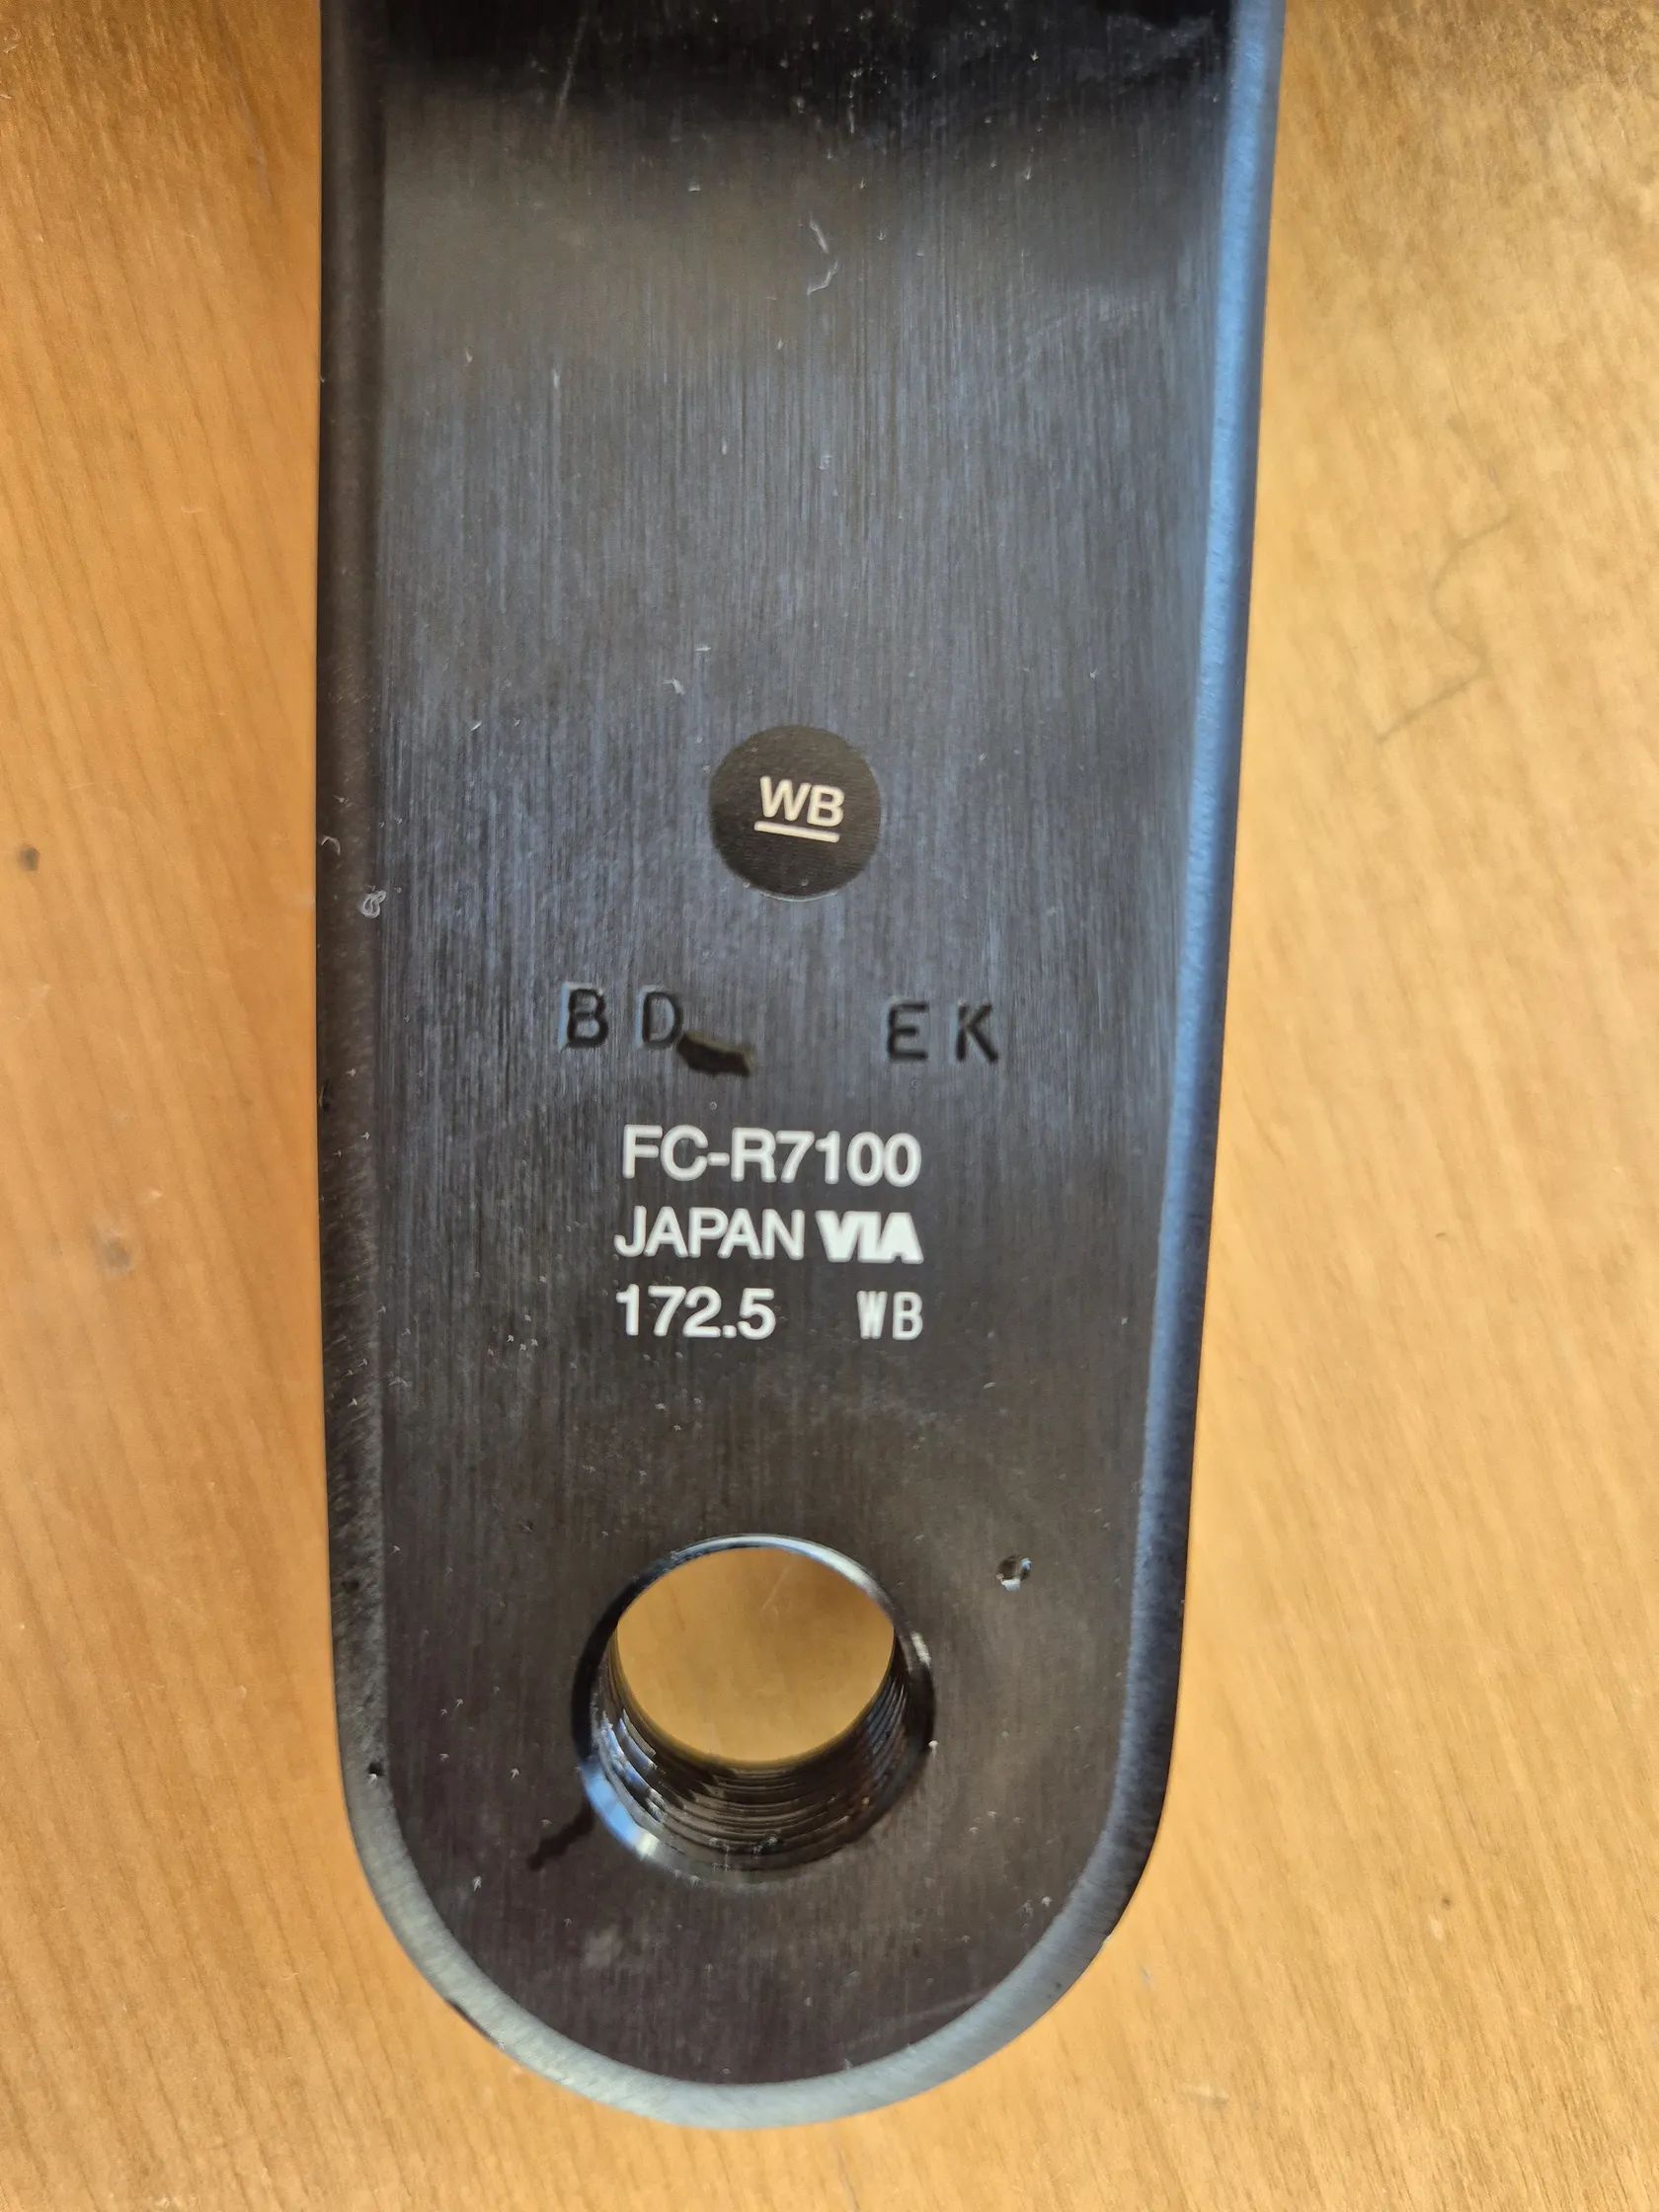 WB
BD EK
FC-R7100
JAPAN VIA
172.5 WB